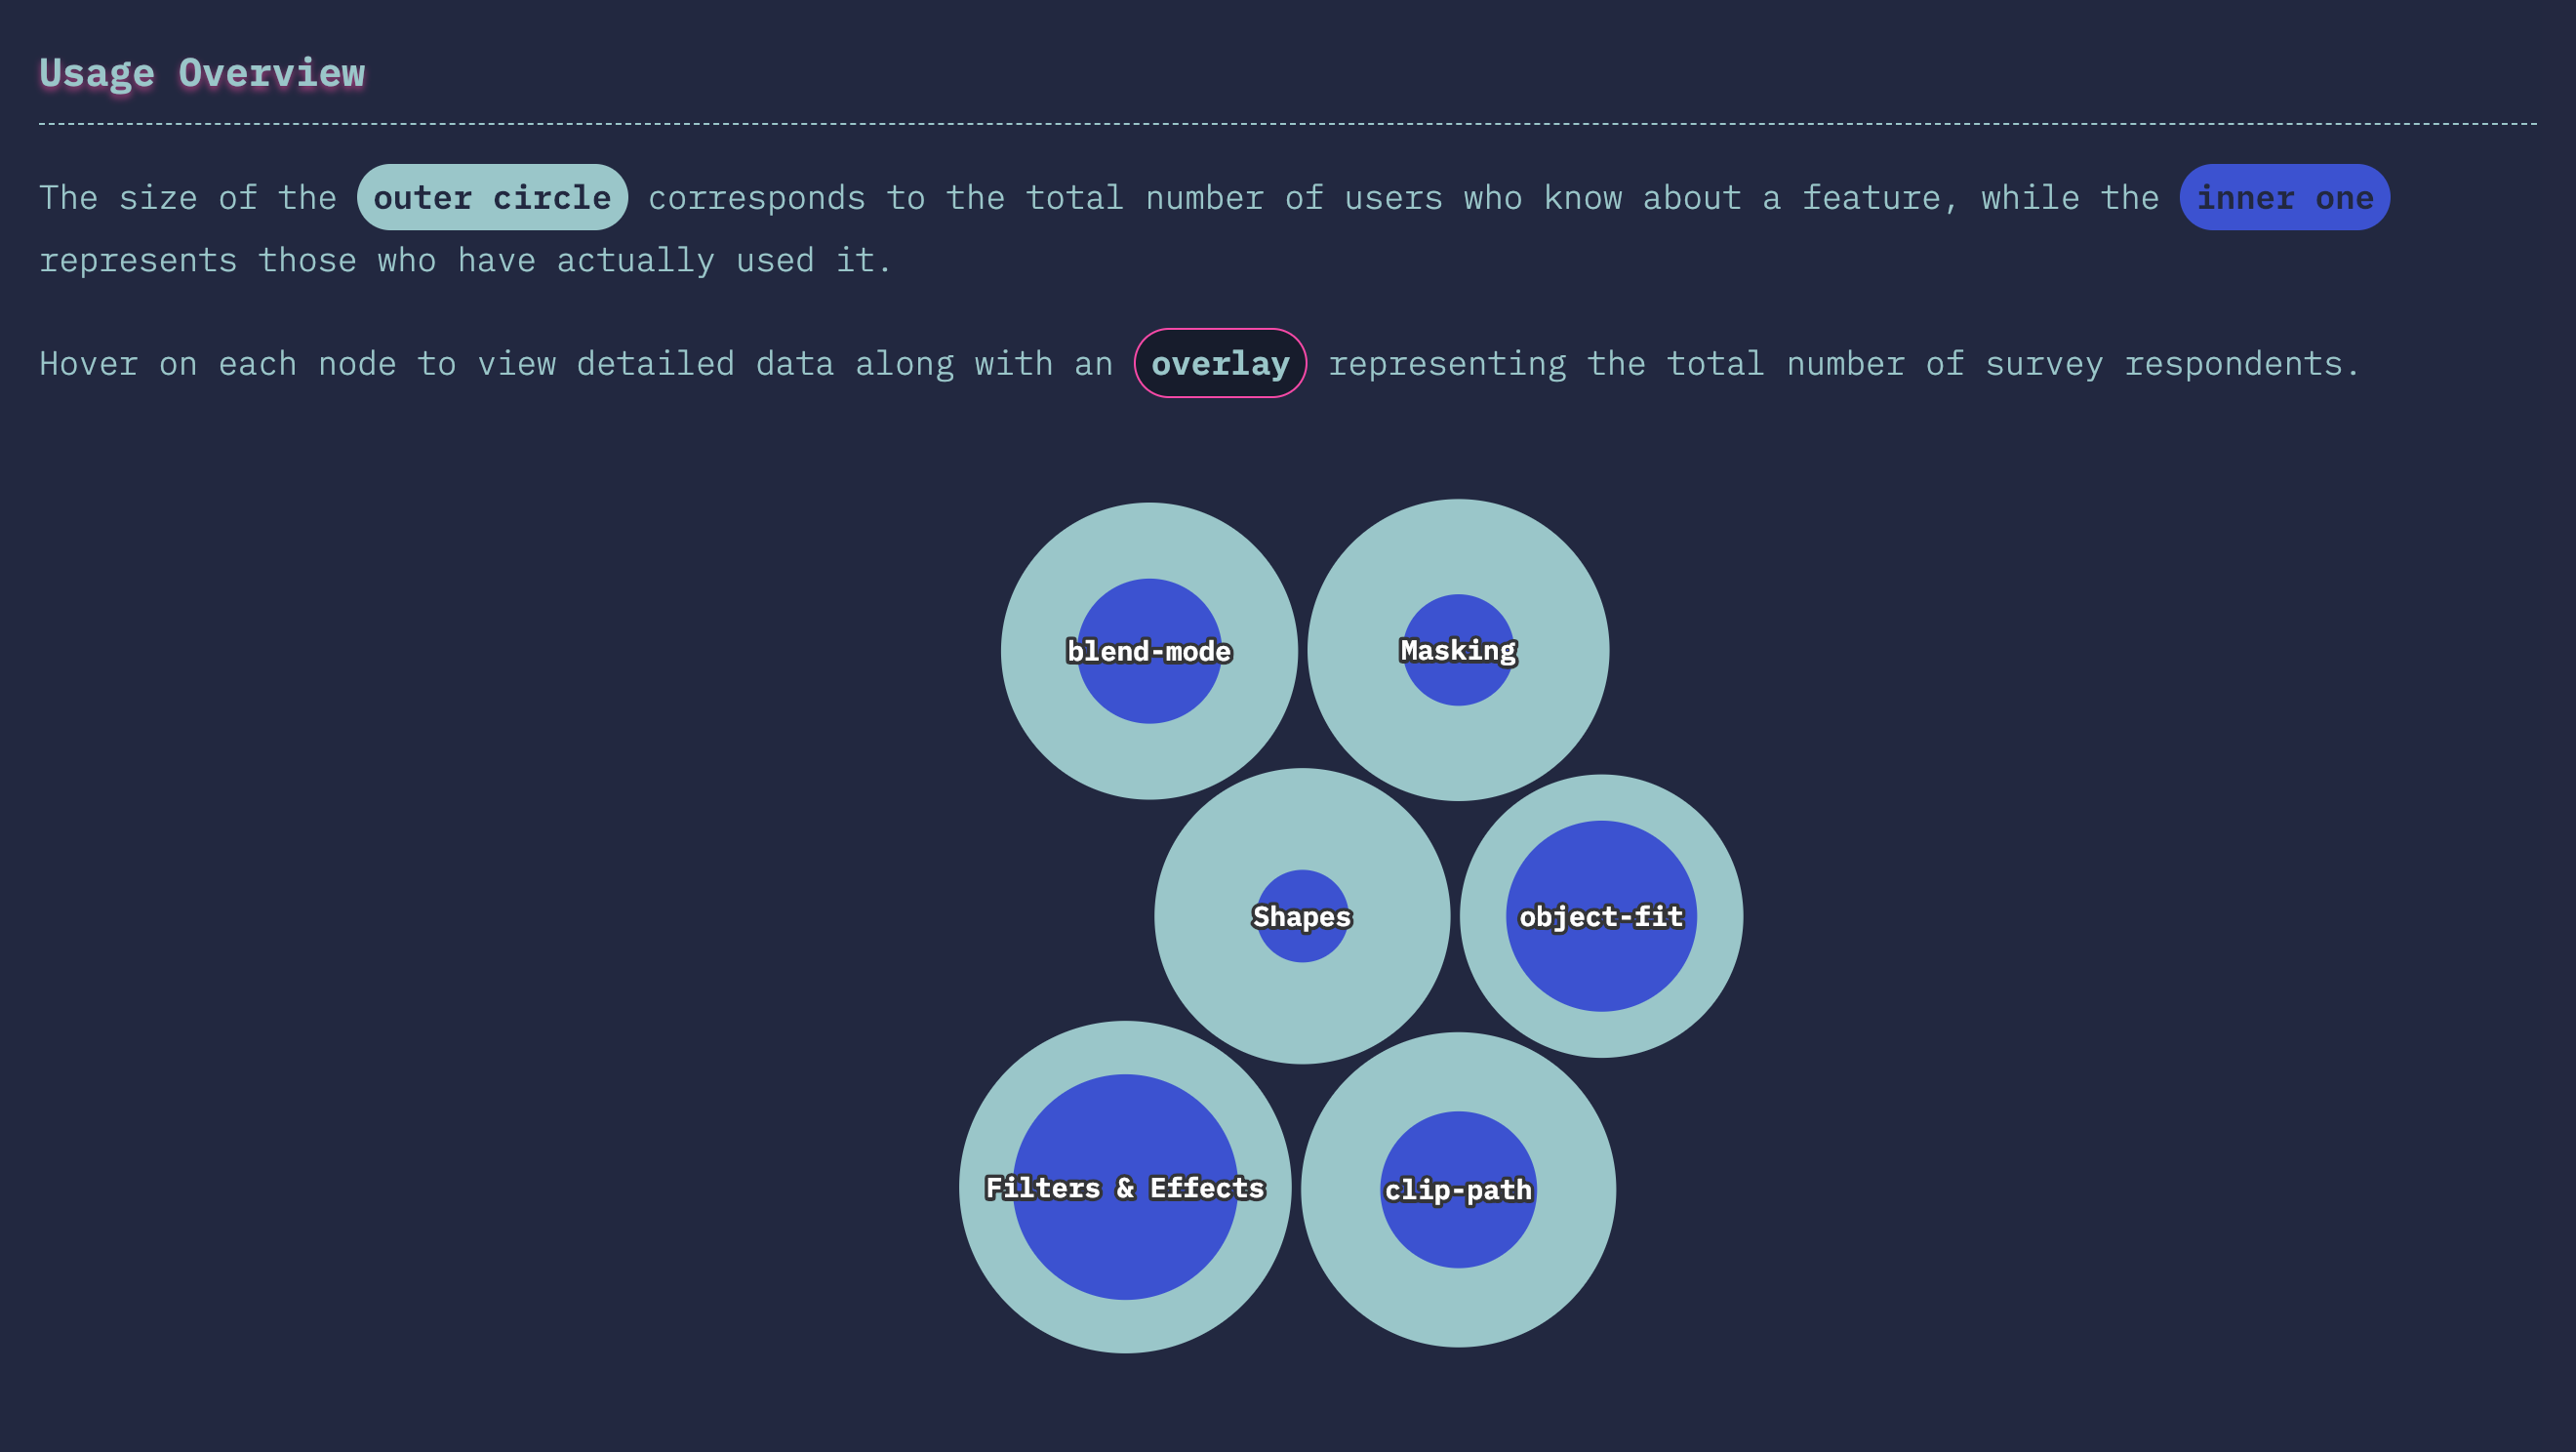 Usage Overview
The size of the outer circle corresponds to the total number of users who know about a feature, while the inner one
represents those who have actually used it.
Hover on each node to view detailed data along with an overlay representing the total number of survey respondents.
blend-mode
Masking
Shapes
object-fit
Filters & Effects
clip-path